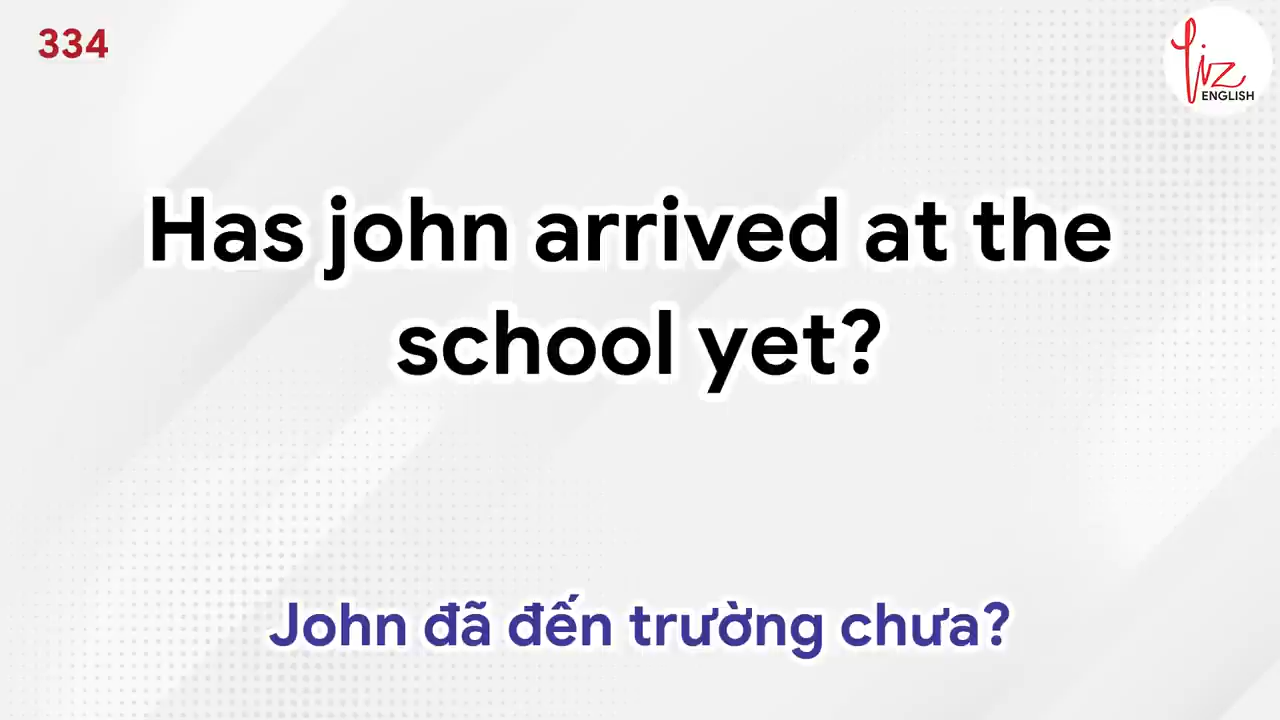 334
Liz
ENGLISH
Has john arrived at the
school yet?
John đã đến trường chưa?